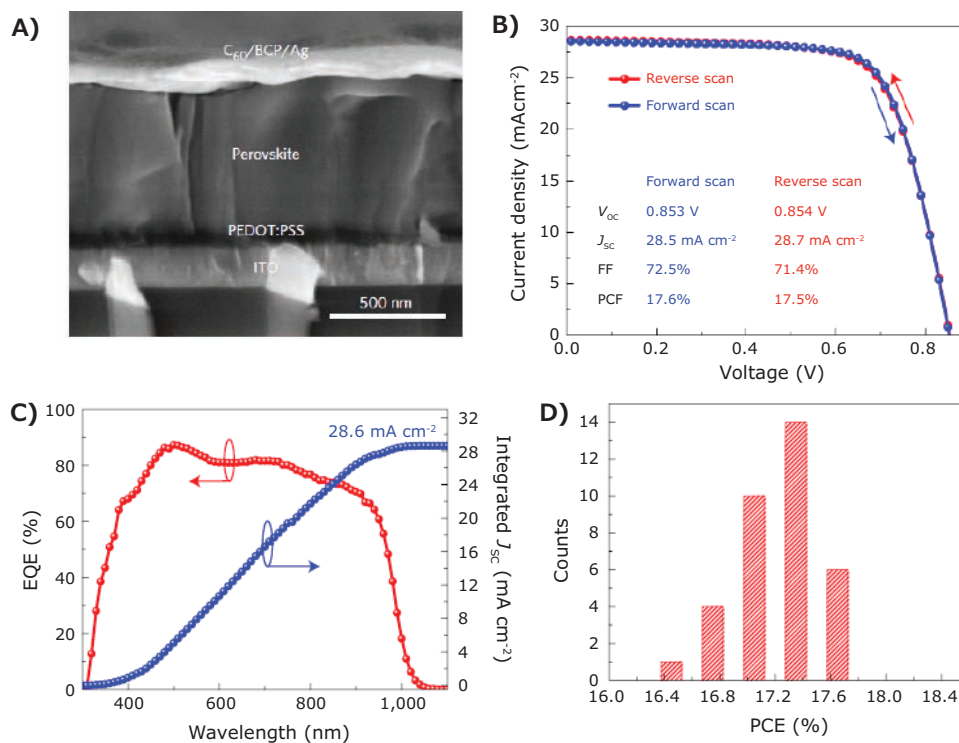 A)
C₆₀/BCP/Ag
Perovskite
PEDOT:PSS
ITO
500 nm
B)
Current density (mAcm⁻²)
30
25
20
15
10
5
0
Reverse scan
Forward scan
Forward scan Reverse scan
V_OC 0.853 V 0.854 V
J_SC 28.5 mA cm⁻² 28.7 mA cm⁻²
FF 72.5% 71.4%
PCF 17.6% 17.5%
0.0 0.2 0.4 0.6 0.8
Voltage (V)
C)
EQE (%)
100
80
60
40
20
0
28.6 mA cm⁻²
28
24
20
16
12
8
4
0
Integrated J_SC (mA cm⁻²)
400 600 800 1,000
Wavelength (nm)
D)
Counts
14
12
10
8
6
4
2
0
16.0 16.4 16.8 17.2 17.6 18.0 18.4
PCE (%)